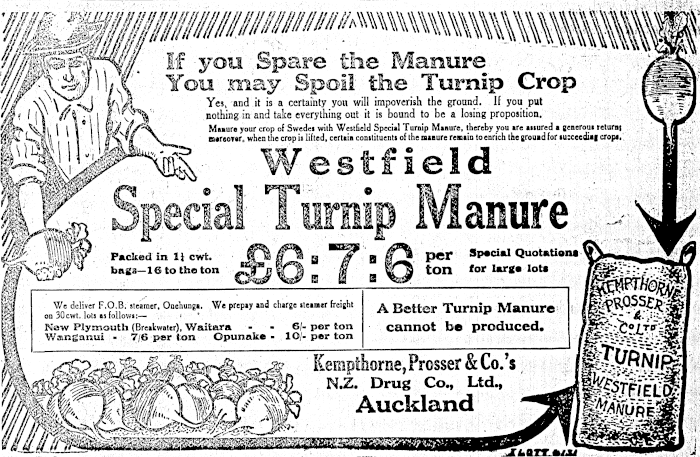 If you Spare the Manure
You may Spoil the Turnip Crop
Yes, and it is a certainty you will impoverish the ground. If you put
nothing in and take everything out it is bound to be a losing proposition.
Manure your crop of Swedes with Westfield Special Turnip Manure, thereby you are assured a generous return;
moreover, when the crop is lifted, certain constituents of the manure remain to enrich the ground for succeeding crops.
Westfield
Special Turnip Manure
Packed in 1¼ cwt.
bags—16 to the ton
£6:7:6
per
ton
Special Quotations
for large lots
We deliver F.O.B. steamer, Onehunga. We prepay and charge steamer freight
on 30cwt. lots as follows:—
New Plymouth (Breakwater), Waitara - - 6/- per ton
Wanganui - 7/6 per ton Opunake - 10/- per ton
A Better Turnip Manure
cannot be produced.
Kempthorne, Prosser & Co.'s
N.Z. Drug Co., Ltd.,
Auckland
KEMPTHORNE
PROSSER
&
Co LTD
TURNIP
WESTFIELD
MANURE